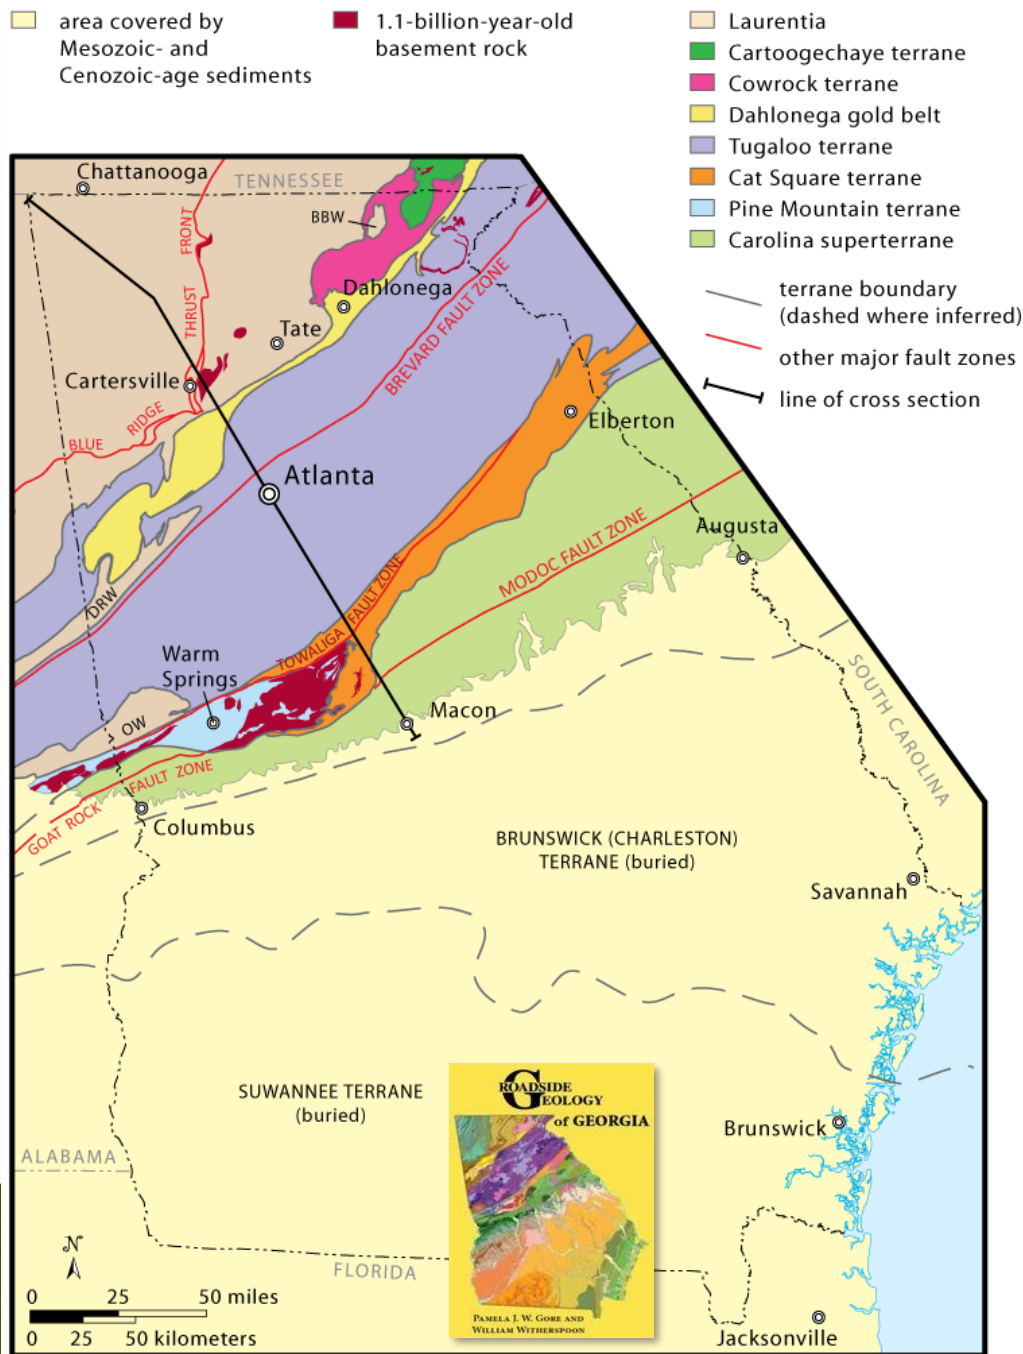 area covered by
Mesozoic- and
Cenozoic-age sediments
1.1-billion-year-old
basement rock
Laurentia
Cartoogechaye terrane
Cowrock terrane
Dahlonega gold belt
Tugaloo terrane
Cat Square terrane
Pine Mountain terrane
Carolina superterrane
terrane boundary
(dashed where inferred)
other major fault zones
line of cross section
Chattanooga
TENNESSEE
BBW
THRUST FRONT
Dahlonega
Tate
BREVARD FAULT ZONE
Cartersville
BLUE RIDGE
Elberton
Atlanta
Augusta
MODOC FAULT ZONE
DRW
TOWALIGA FAULT ZONE
Warm
Springs
SOUTH CAROLINA
OW
Macon
GOAT ROCK FAULT ZONE
Columbus
BRUNSWICK (CHARLESTON)
TERRANE (buried)
Savannah
SUWANNEE TERRANE
(buried)
ROADSIDE
GEOLOGY
of GEORGIA
PAMELA J. W. GORE AND
WILLIAM WITHERSPOON
Brunswick
ALABAMA
N
FLORIDA
0 25 50 miles
0 25 50 kilometers
Jacksonville